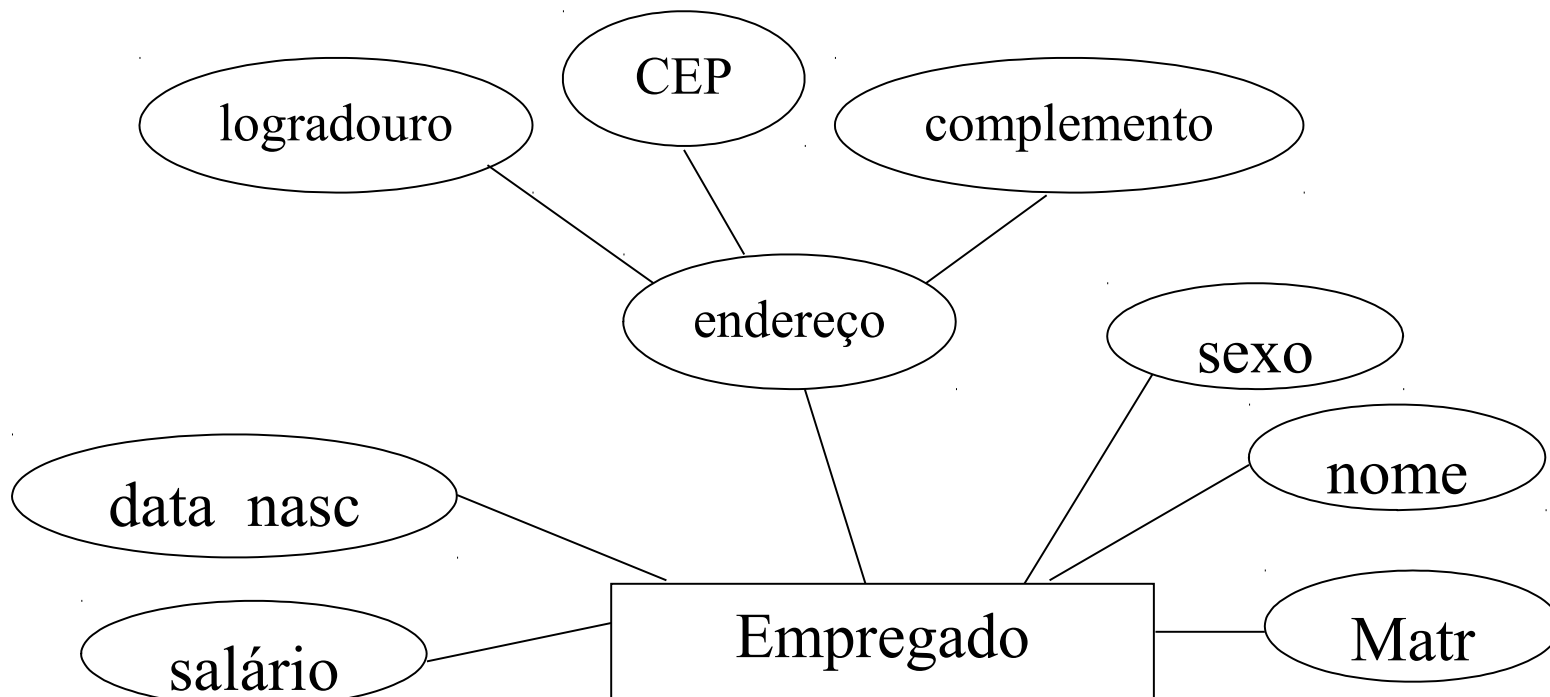 CEP
logradouro
complemento
endereço
sexo
nome
data nasc
Empregado
Matr
salário